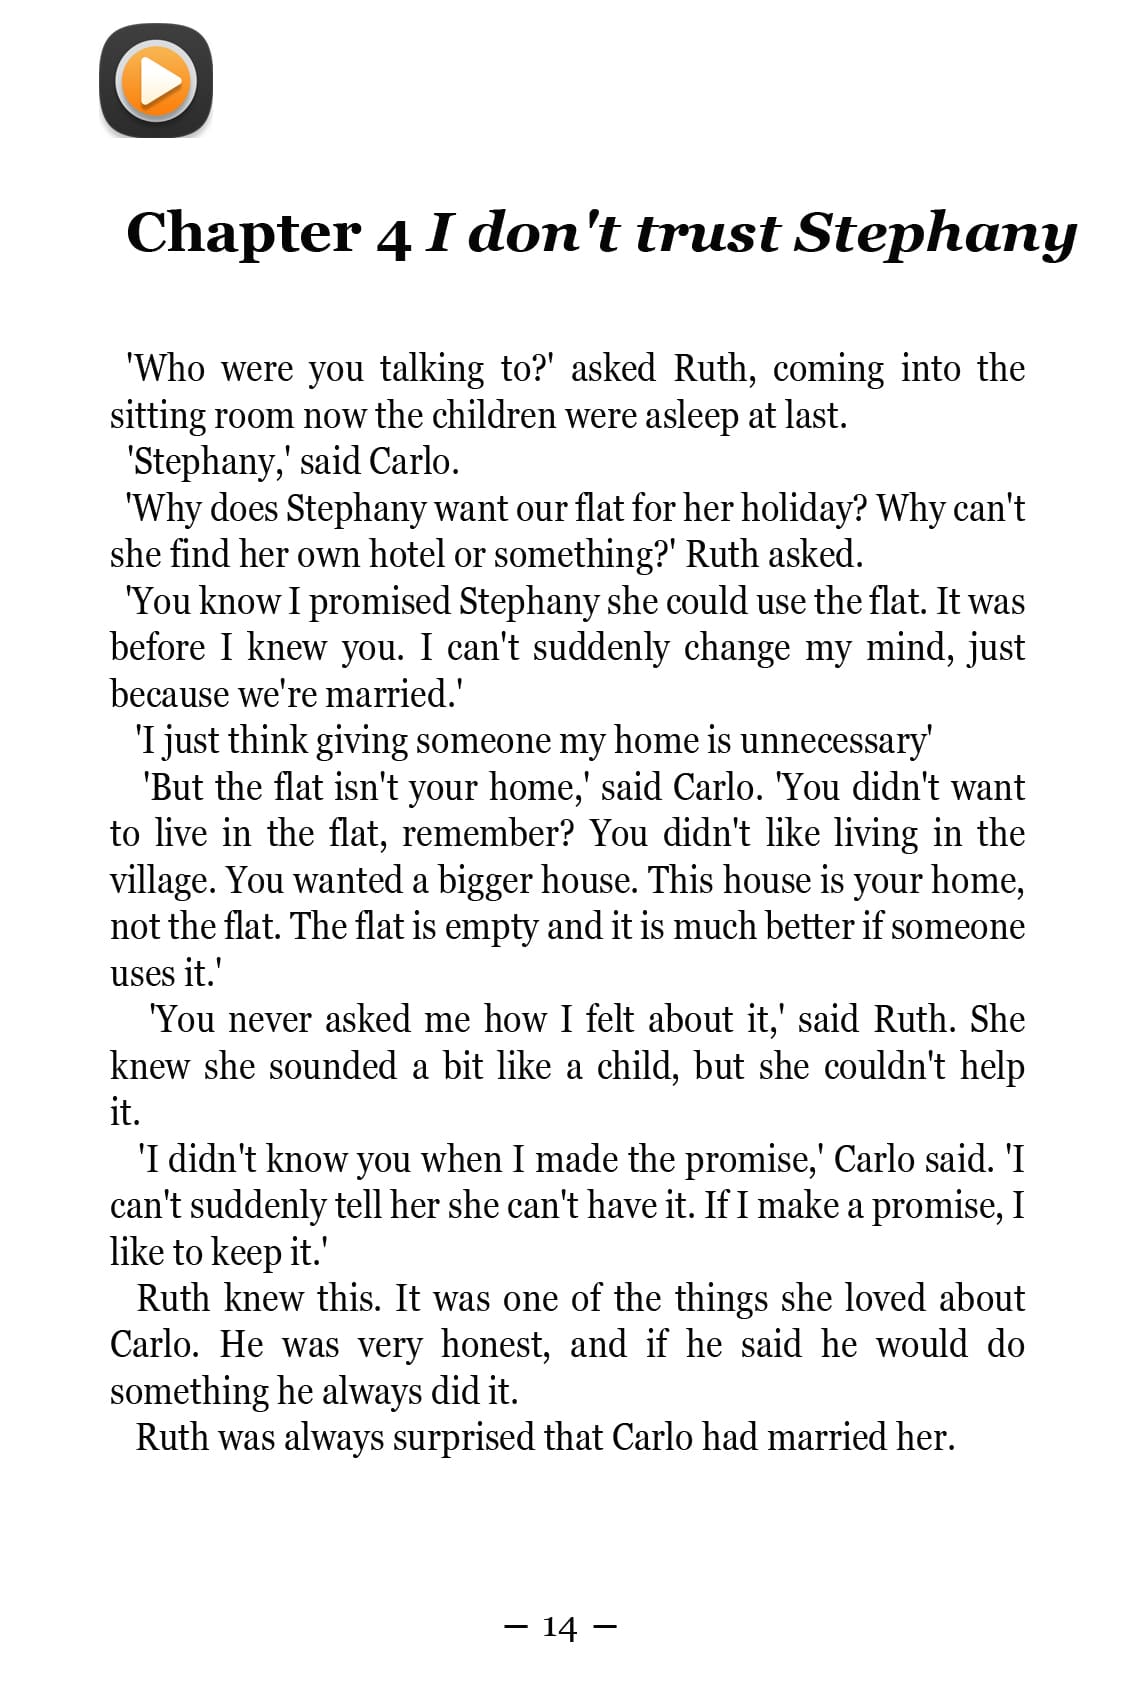 Chapter 4 I don't trust Stephany
'Who were you talking to?' asked Ruth, coming into the
sitting room now the children were asleep at last.
'Stephany,' said Carlo.
'Why does Stephany want our flat for her holiday? Why can't
she find her own hotel or something?' Ruth asked.
'You know I promised Stephany she could use the flat. It was
before I knew you. I can't suddenly change my mind, just
because we're married.'
'I just think giving someone my home is unnecessary'
'But the flat isn't your home,' said Carlo. 'You didn't want
to live in the flat, remember? You didn't like living in the
village. You wanted a bigger house. This house is your home,
not the flat. The flat is empty and it is much better if someone
uses it.'
'You never asked me how I felt about it,' said Ruth. She
knew she sounded a bit like a child, but she couldn't help
it.
'I didn't know you when I made the promise,' Carlo said. 'I
can't suddenly tell her she can't have it. If I make a promise, I
like to keep it.'
Ruth knew this. It was one of the things she loved about
Carlo. He was very honest, and if he said he would do
something he always did it.
Ruth was always surprised that Carlo had married her.
– 14 –